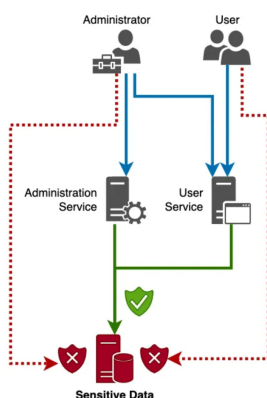 Administrator
User
Administration
Service
User
Service
Sensitive Data